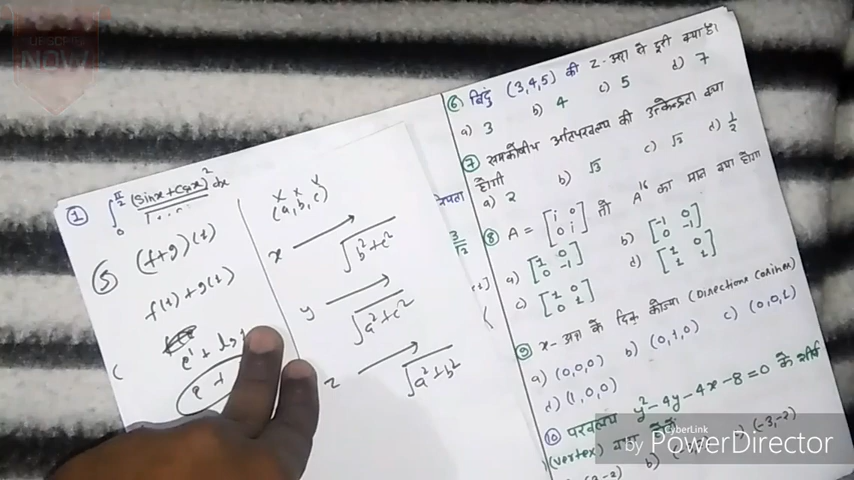 SUBSCRIBE
NOW
① ∫₀^(π/2) (Sinx+Cosx)² dx
⑤ (f+g)(1)
f(1)+g(1)
e +
(a, b, c)
x → √(b²+c²)
y → √(a²+c²)
z → √(a²+b²)
⑥ बिंदु (3,4,5) की z-अक्ष से दूरी क्या है।
a) 3 b) 4 c) 5 d) 7
⑦ समकोणीय अतिपरवलय की उत्केन्द्रता क्या
होगी
a) 2 b) √3 c) √3 d) 1/2
⑧ A = [i 0; 0 i] तो A¹⁶ का मान क्या होगा
a) [1 0; 0 -1] b) [-1 0; 0 -1]
c) [1 0; 0 1] d) [1 0; 1 1]
⑨ x-अक्ष के दिक् कोज्या (Directions Cosines)
a) (0,0,0) b) (0,1,0) c) (0,0,1)
d) (1,0,0)
⑩ परवलय y²-4y-4x-8=0 के शीर्ष
(vertex)
b) (-3,-2)
CyberLink
by PowerDirector